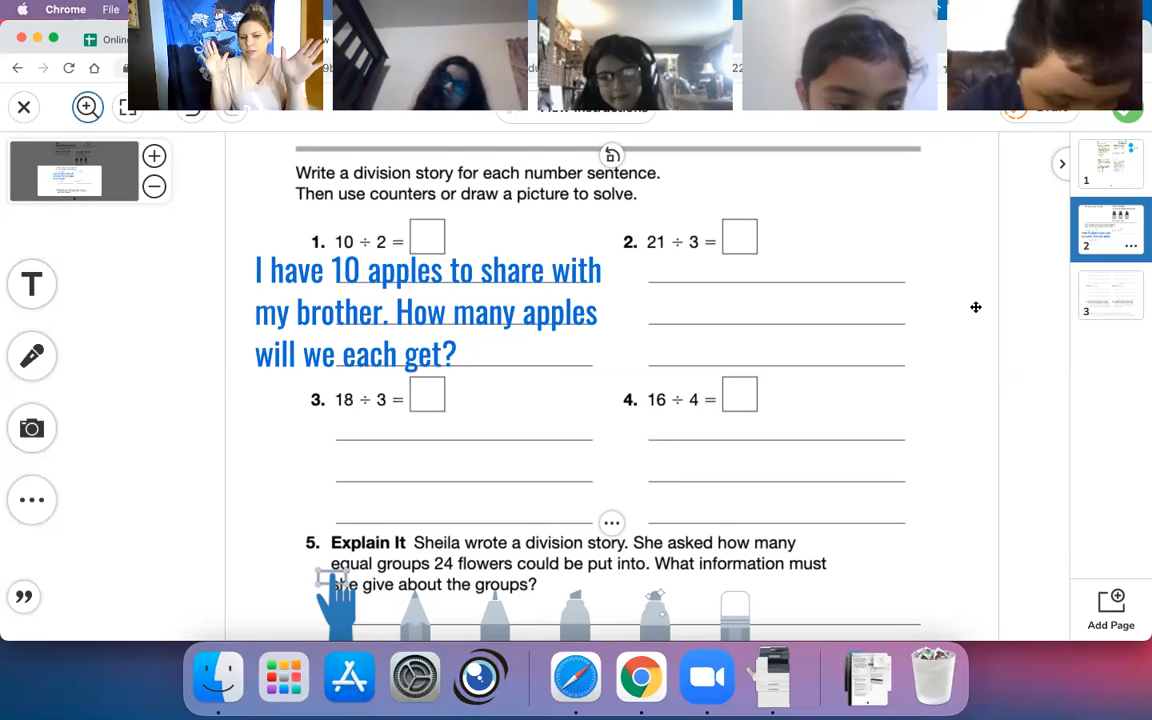 Chrome File
Onlin
Write a division story for each number sentence.
Then use counters or draw a picture to solve.
1. 10 ÷ 2 =
2. 21 ÷ 3 =
I have 10 apples to share with
my brother. How many apples
will we each get?
3. 18 ÷ 3 =
4. 16 ÷ 4 =
5. Explain It Sheila wrote a division story. She asked how many
equal groups 24 flowers could be put into. What information must
she give about the groups?
T
1
2
3
Add Page